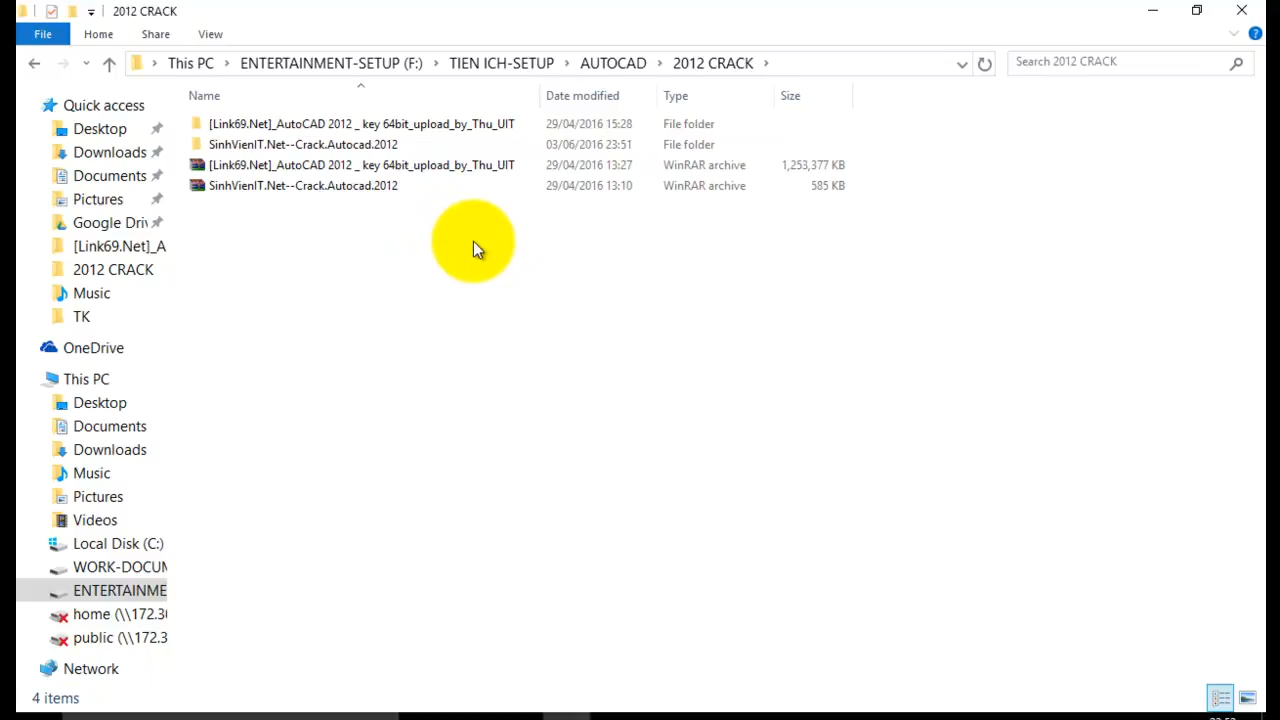 2012 CRACK
File Home Share View
This PC ENTERTAINMENT-SETUP (F:) TIEN ICH-SETUP AUTOCAD 2012 CRACK
Search 2012 CRACK
Name Date modified Type Size
[Link69.Net]_AutoCAD 2012 _ key 64bit_upload_by_Thu_UIT 29/04/2016 15:28 File folder
SinhVienIT.Net--Crack.Autocad.2012 03/06/2016 23:51 File folder
[Link69.Net]_AutoCAD 2012 _ key 64bit_upload_by_Thu_UIT 29/04/2016 13:27 WinRAR archive 1,253,377 KB
SinhVienIT.Net--Crack.Autocad.2012 29/04/2016 13:10 WinRAR archive 585 KB
Quick access
Desktop
Downloads
Documents
Pictures
Google Driv
[Link69.Net]_A
2012 CRACK
Music
TK
OneDrive
This PC
Desktop
Documents
Downloads
Music
Pictures
Videos
Local Disk (C:)
WORK-DOCUM
ENTERTAINME
home (\\172.30
public (\\172.3
Network
4 items